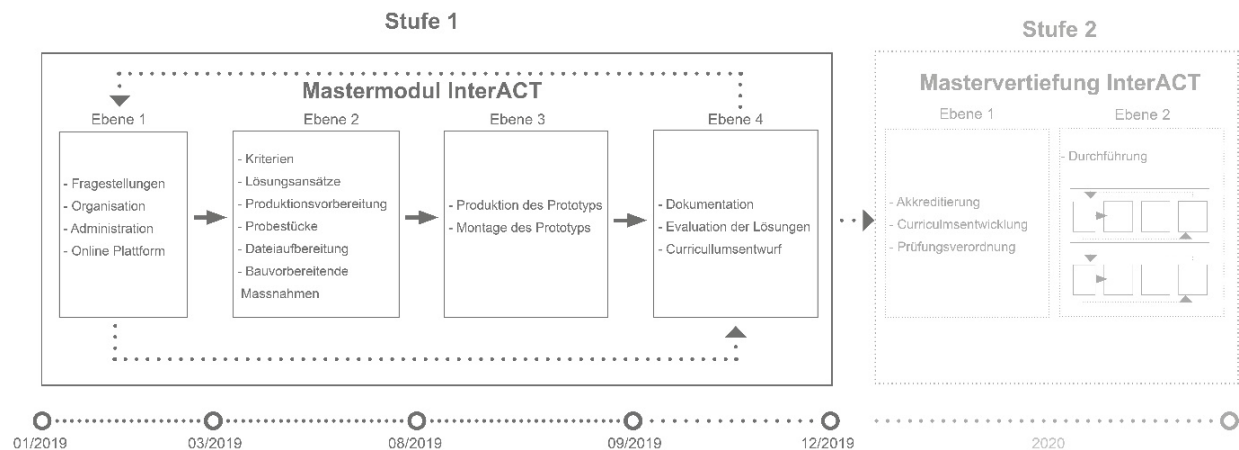 Stufe 1
Stufe 2
Mastermodul InterACT
Mastervertiefung InterACT
Ebene 1
Ebene 2
Ebene 3
Ebene 4
Ebene 1
Ebene 2
- Fragestellungen
- Organisation
- Administration
- Online Plattform
- Kriterien
- Lösungsansätze
- Produktionsvorbereitung
- Probestücke
- Dateiaufbereitung
- Bauvorbereitende
Massnahmen
- Produktion des Prototyps
- Montage des Prototyps
- Dokumentation
- Evaluation der Lösungen
- Curricullumsentwurf
- Akkreditierung
- Curriculmsentwicklung
- Prüfungsverordnung
- Durchführung
01/2019
03/2019
08/2019
09/2019
12/2019
2020